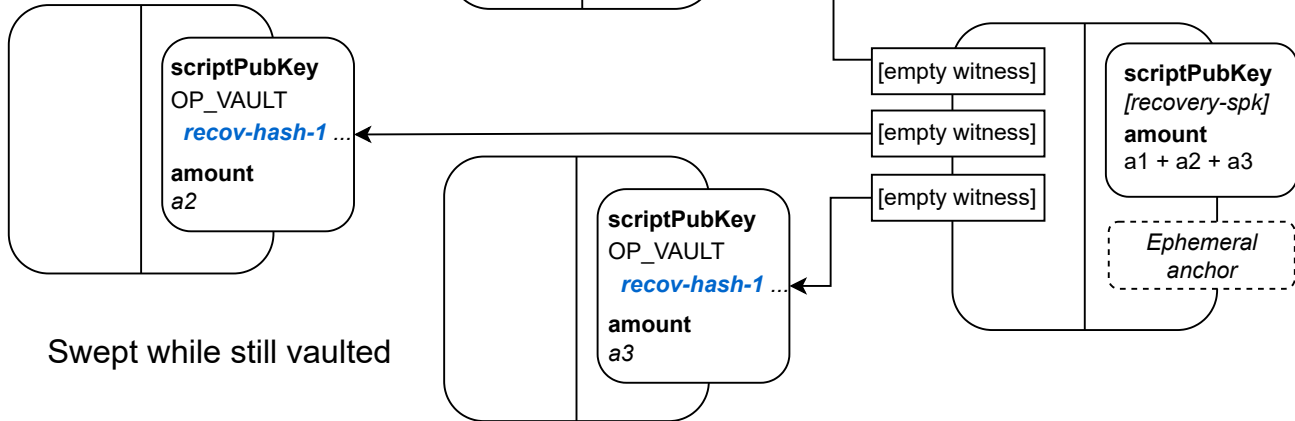 scriptPubKey
OP_VAULT
recov-hash-1 ...
amount
a2
scriptPubKey
OP_VAULT
recov-hash-1 ...
amount
a3
[empty witness]
[empty witness]
[empty witness]
scriptPubKey
[recovery-spk]
amount
a1 + a2 + a3
Ephemeral
anchor
Swept while still vaulted